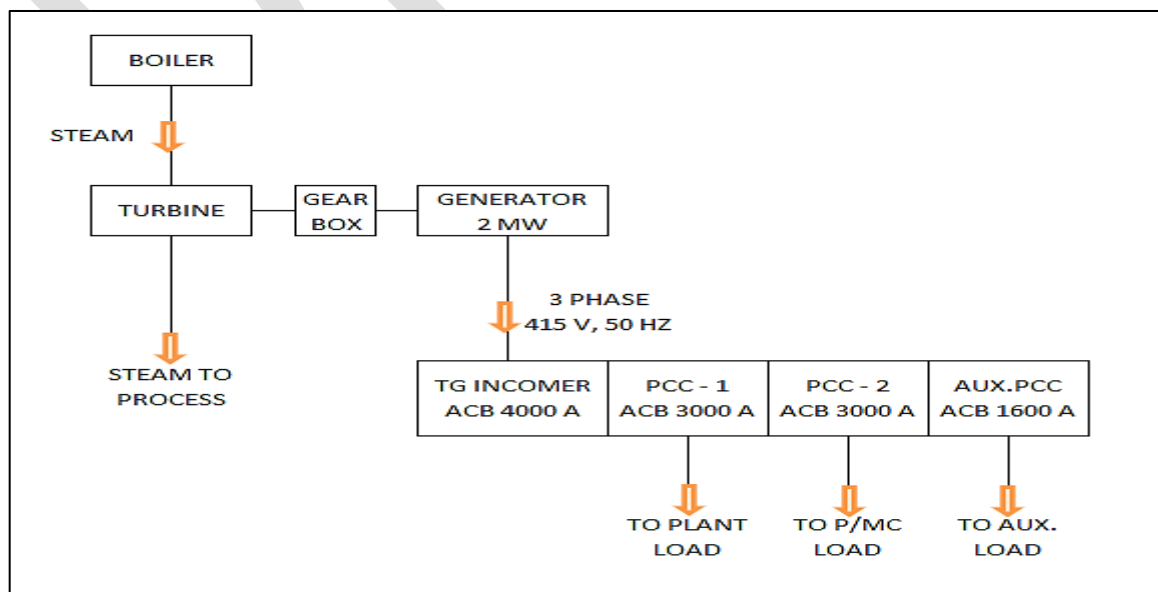 BOILER
STEAM
TURBINE
GEAR
BOX
GENERATOR
2 MW
3 PHASE
415 V, 50 HZ
STEAM TO
PROCESS
TG INCOMER
ACB 4000 A
PCC - 1
ACB 3000 A
PCC - 2
ACB 3000 A
AUX.PCC
ACB 1600 A
TO PLANT
LOAD
TO P/MC
LOAD
TO AUX.
LOAD